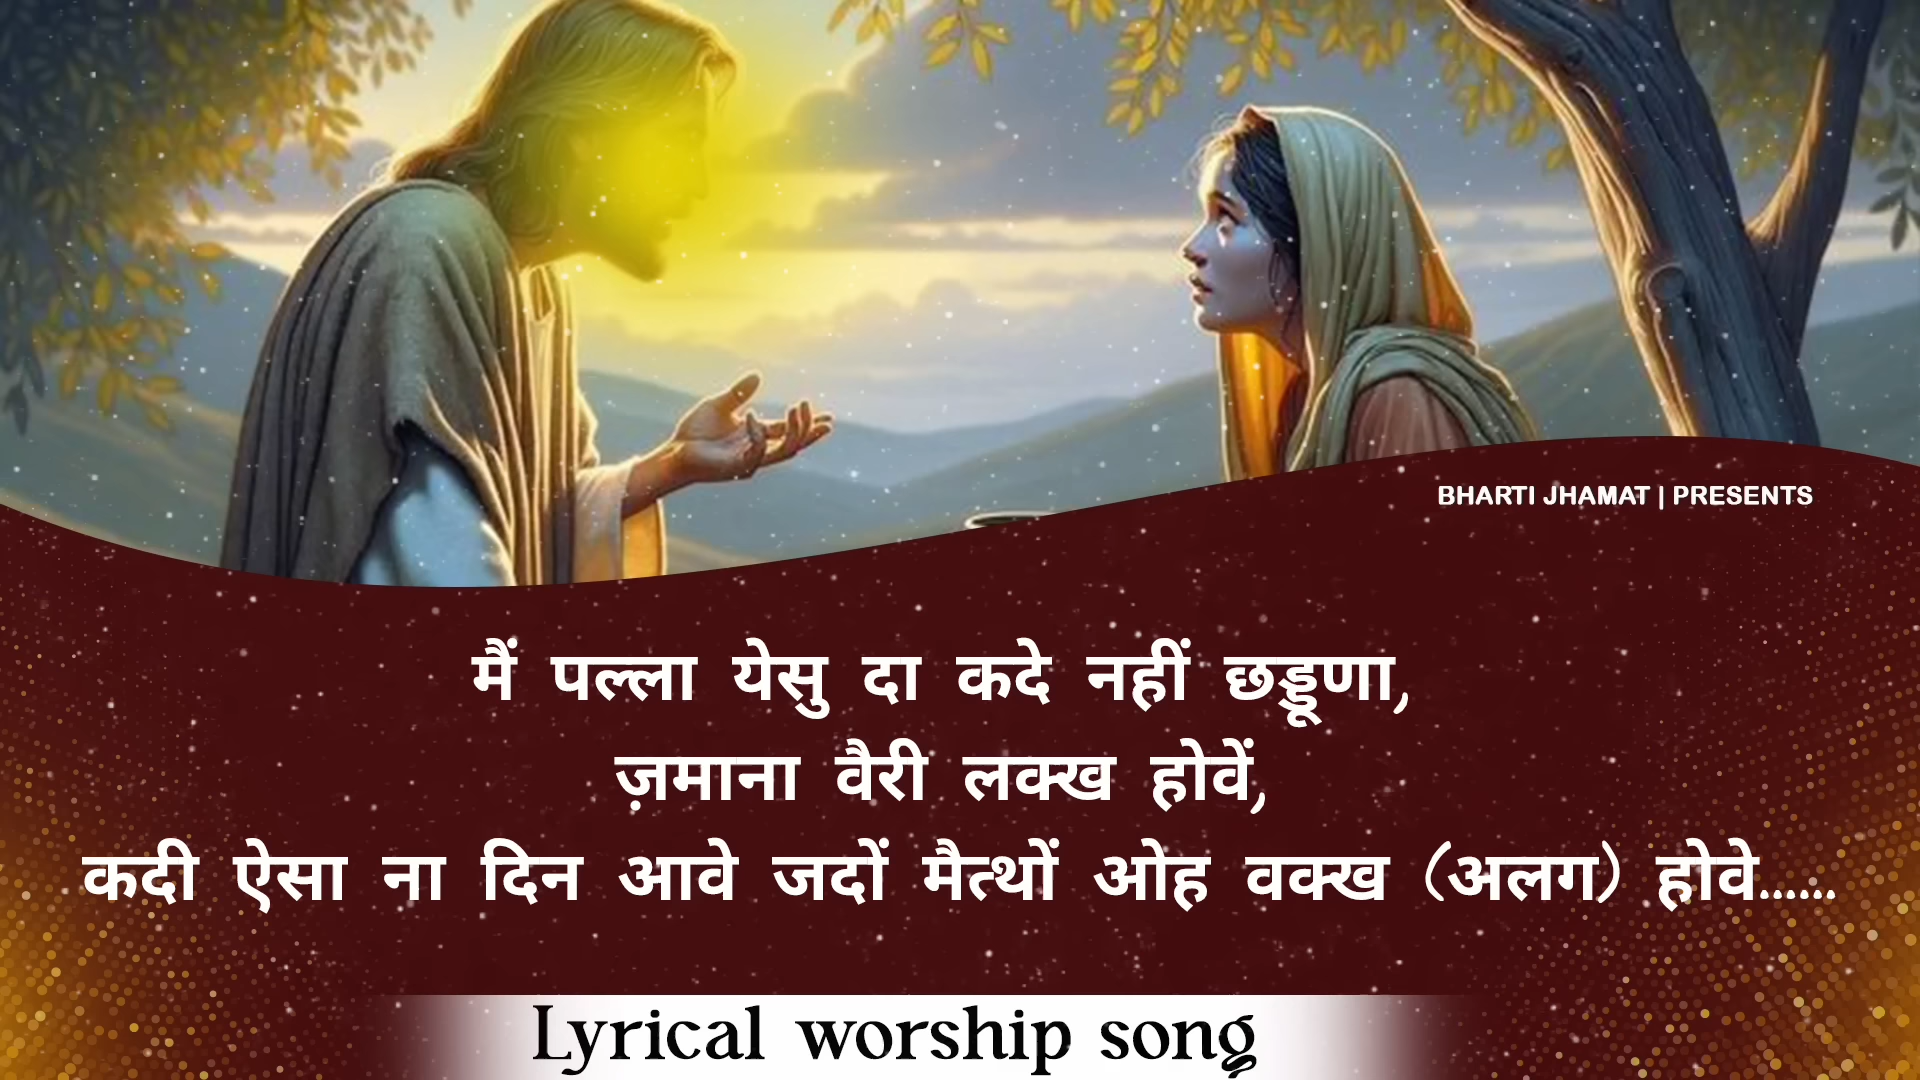 BHARTI JHAMAT | PRESENTS
मैं पल्ला येसु दा कदे नहीं छड्डूणा,
ज़माना वैरी लक्ख होवें,
कदी ऐसा ना दिन आवे जदों मैत्थों ओह वक्ख (अलग) होवे......
Lyrical worship song